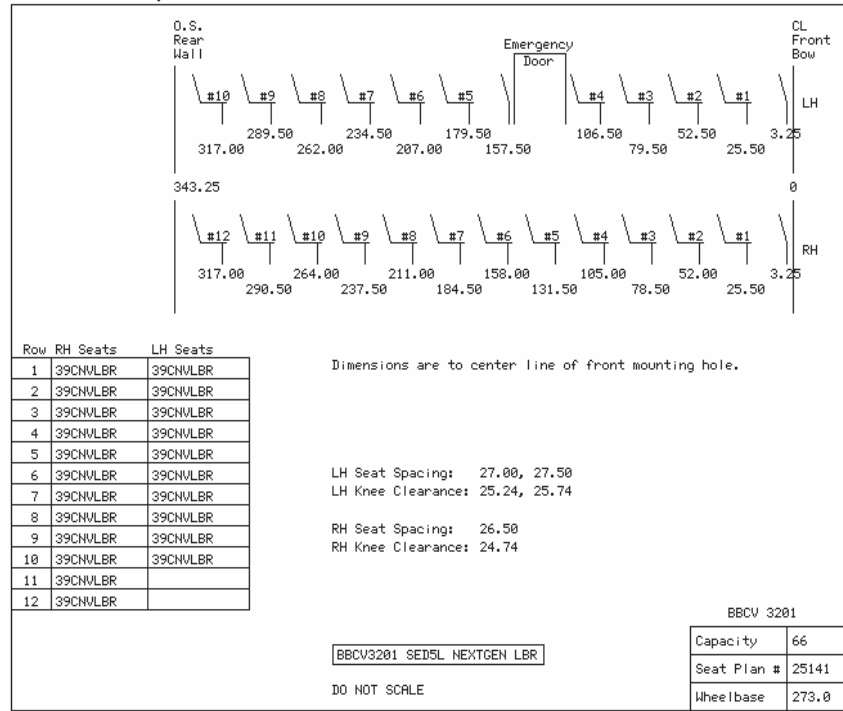 O.S. Rear Wall
CL Front Bow
Emergency Door
#10 #9 #8 #7 #6 #5 #4 #3 #2 #1 LH
289.50 234.50 179.50 106.50 52.50 3.25
317.00 262.00 207.00 157.50 79.50 25.50
343.25 0
#12 #11 #10 #9 #8 #7 #6 #5 #4 #3 #2 #1 RH
317.00 264.00 211.00 158.00 105.00 52.00 3.25
290.50 237.50 184.50 131.50 78.50 25.50
Row RH Seats LH Seats
1 39CNVLBR 39CNVLBR
2 39CNVLBR 39CNVLBR
3 39CNVLBR 39CNVLBR
4 39CNVLBR 39CNVLBR
5 39CNVLBR 39CNVLBR
6 39CNVLBR 39CNVLBR
7 39CNVLBR 39CNVLBR
8 39CNVLBR 39CNVLBR
9 39CNVLBR 39CNVLBR
10 39CNVLBR 39CNVLBR
11 39CNVLBR
12 39CNVLBR
Dimensions are to center line of front mounting hole.
LH Seat Spacing: 27.00, 27.50
LH Knee Clearance: 25.24, 25.74
RH Seat Spacing: 26.50
RH Knee Clearance: 24.74
BBCV3201 SED5L NEXTGEN LBR
DO NOT SCALE
BBCV 3201
Capacity 66
Seat Plan # 25141
Wheelbase 273.0